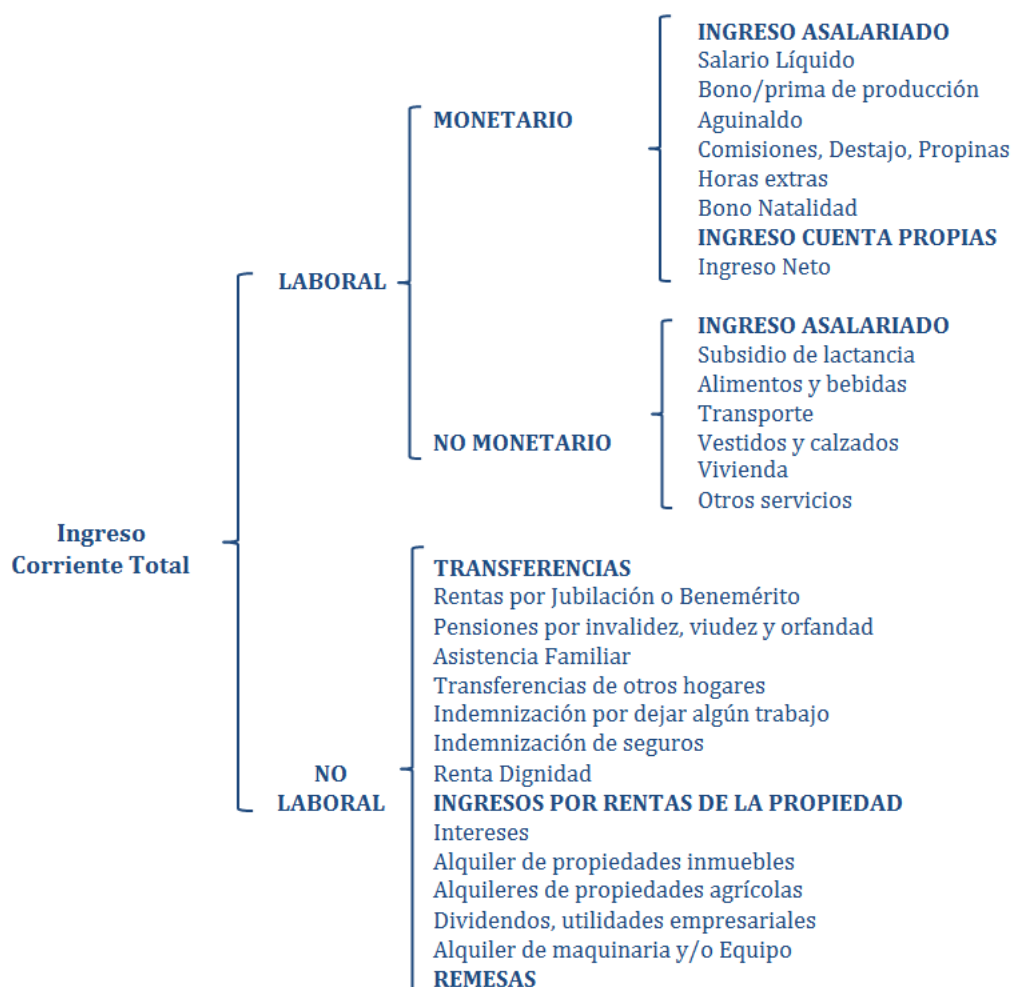 Ingreso
Corriente Total
LABORAL
MONETARIO
INGRESO ASALARIADO
Salario Líquido
Bono/prima de producción
Aguinaldo
Comisiones, Destajo, Propinas
Horas extras
Bono Natalidad
INGRESO CUENTA PROPIAS
Ingreso Neto
NO MONETARIO
INGRESO ASALARIADO
Subsidio de lactancia
Alimentos y bebidas
Transporte
Vestidos y calzados
Vivienda
Otros servicios
NO
LABORAL
TRANSFERENCIAS
Rentas por Jubilación o Benemérito
Pensiones por invalidez, viudez y orfandad
Asistencia Familiar
Transferencias de otros hogares
Indemnización por dejar algún trabajo
Indemnización de seguros
Renta Dignidad
INGRESOS POR RENTAS DE LA PROPIEDAD
Intereses
Alquiler de propiedades inmuebles
Alquileres de propiedades agrícolas
Dividendos, utilidades empresariales
Alquiler de maquinaria y/o Equipo
REMESAS